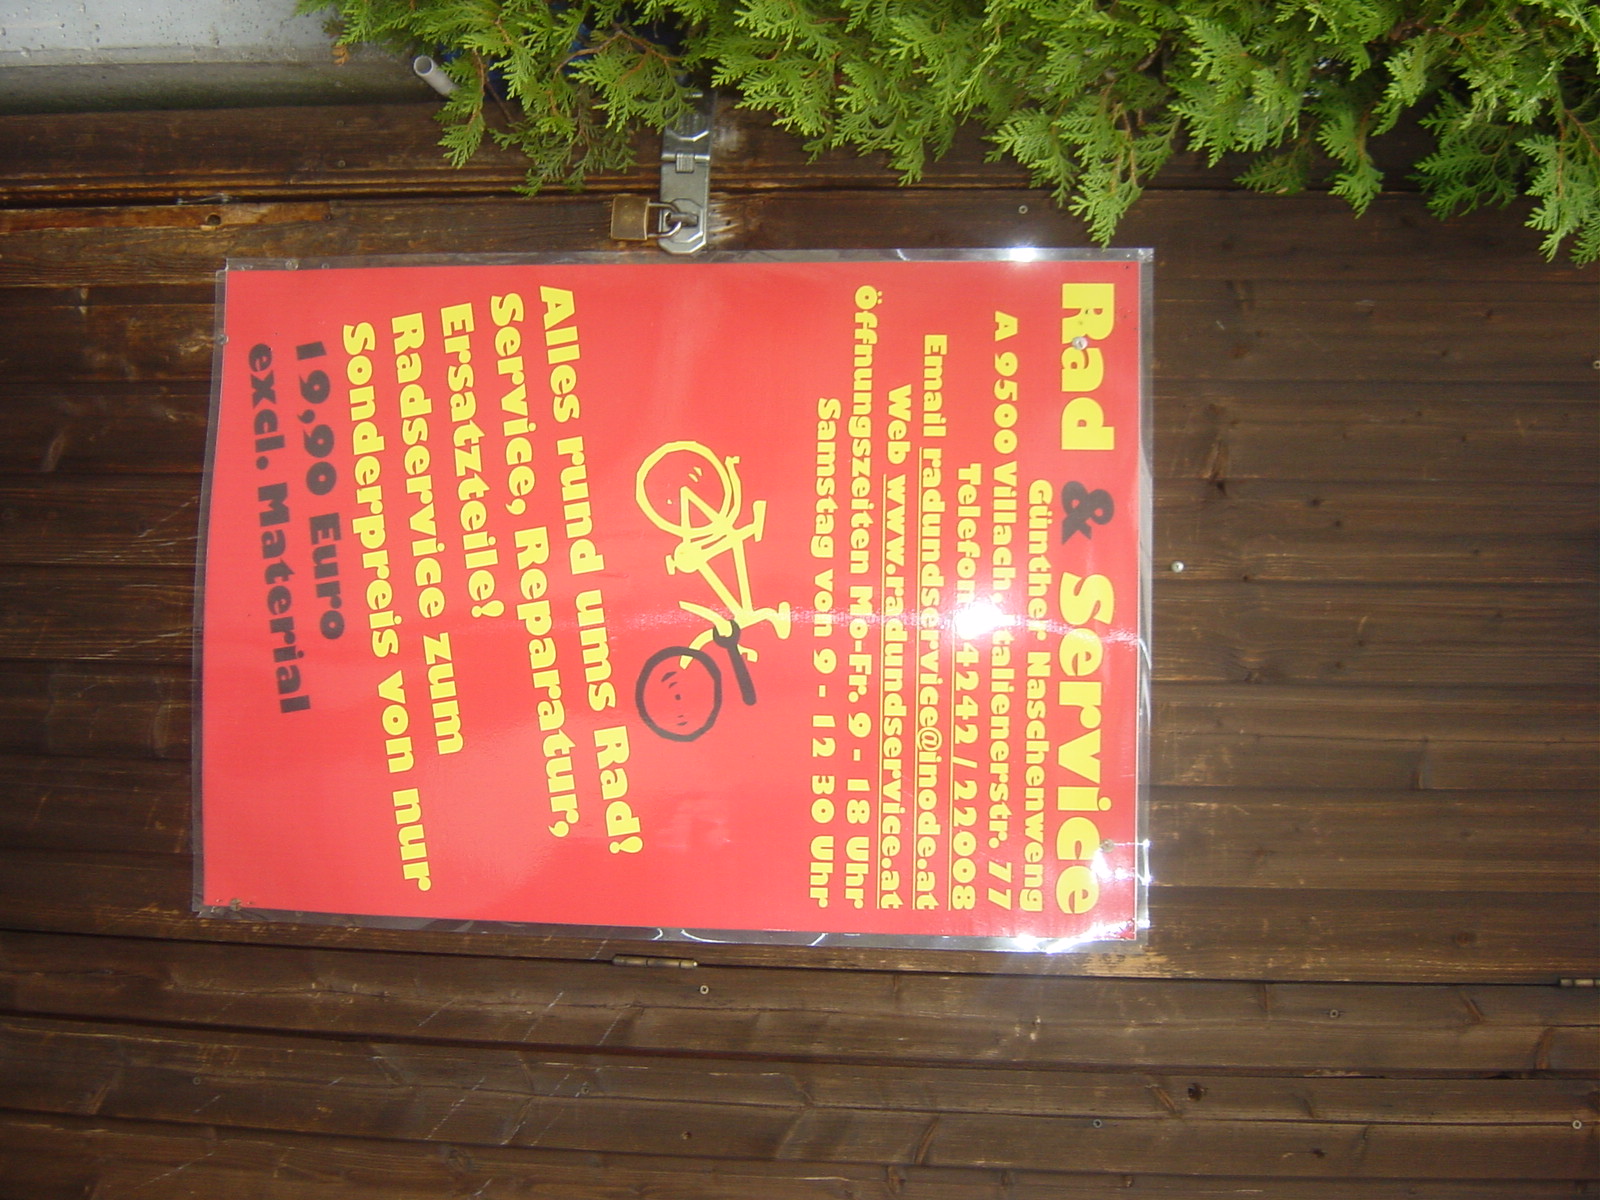 Rad & Service
Günther Naschenweng
A 9500 Villach, Italienerstr. 77
Telefon 4242 / 22008
Email radundservice@inode.at
Web www.radundservice.at
Öffnungszeiten Mo-Fr. 9 - 18 Uhr
Samstag von 9 - 12 30 Uhr
Alles rund ums Rad!
Service, Reparatur,
Ersatzteile!
Radservice zum
Sonderpreis von nur
19,90 Euro
excl. Material